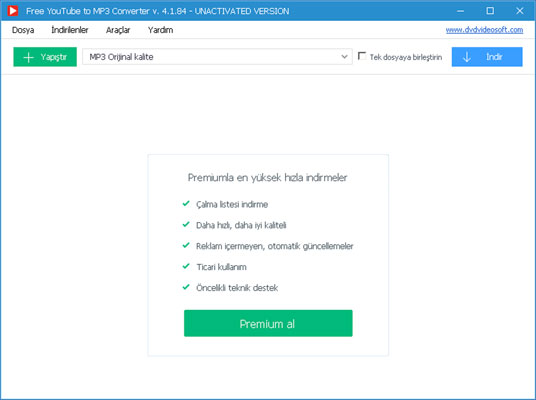 Free YouTube to MP3 Converter v. 4.1.84 - UNACTIVATED VERSION
Dosya İndirilenler Araçlar Yardım www.dvdvideosoft.com
Yapıştır MP3 Orijinal kalite Tek dosyaya birleştirin İndir
Premiumla en yüksek hızla indirmeler
Çalma listesi indirme
Daha hızlı, daha iyi kaliteli
Reklam içermeyen, otomatik güncellemeler
Ticari kullanım
Öncelikli teknik destek
Premium al